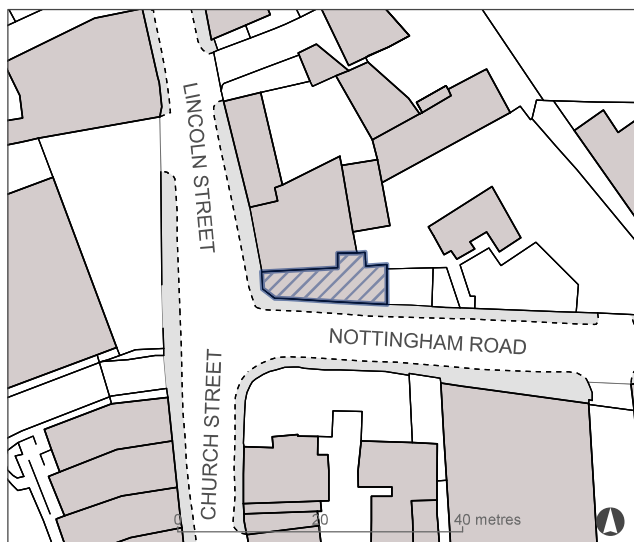 LINCOLN STREET
NOTTINGHAM ROAD
CHURCH STREET
0 20 40 metres